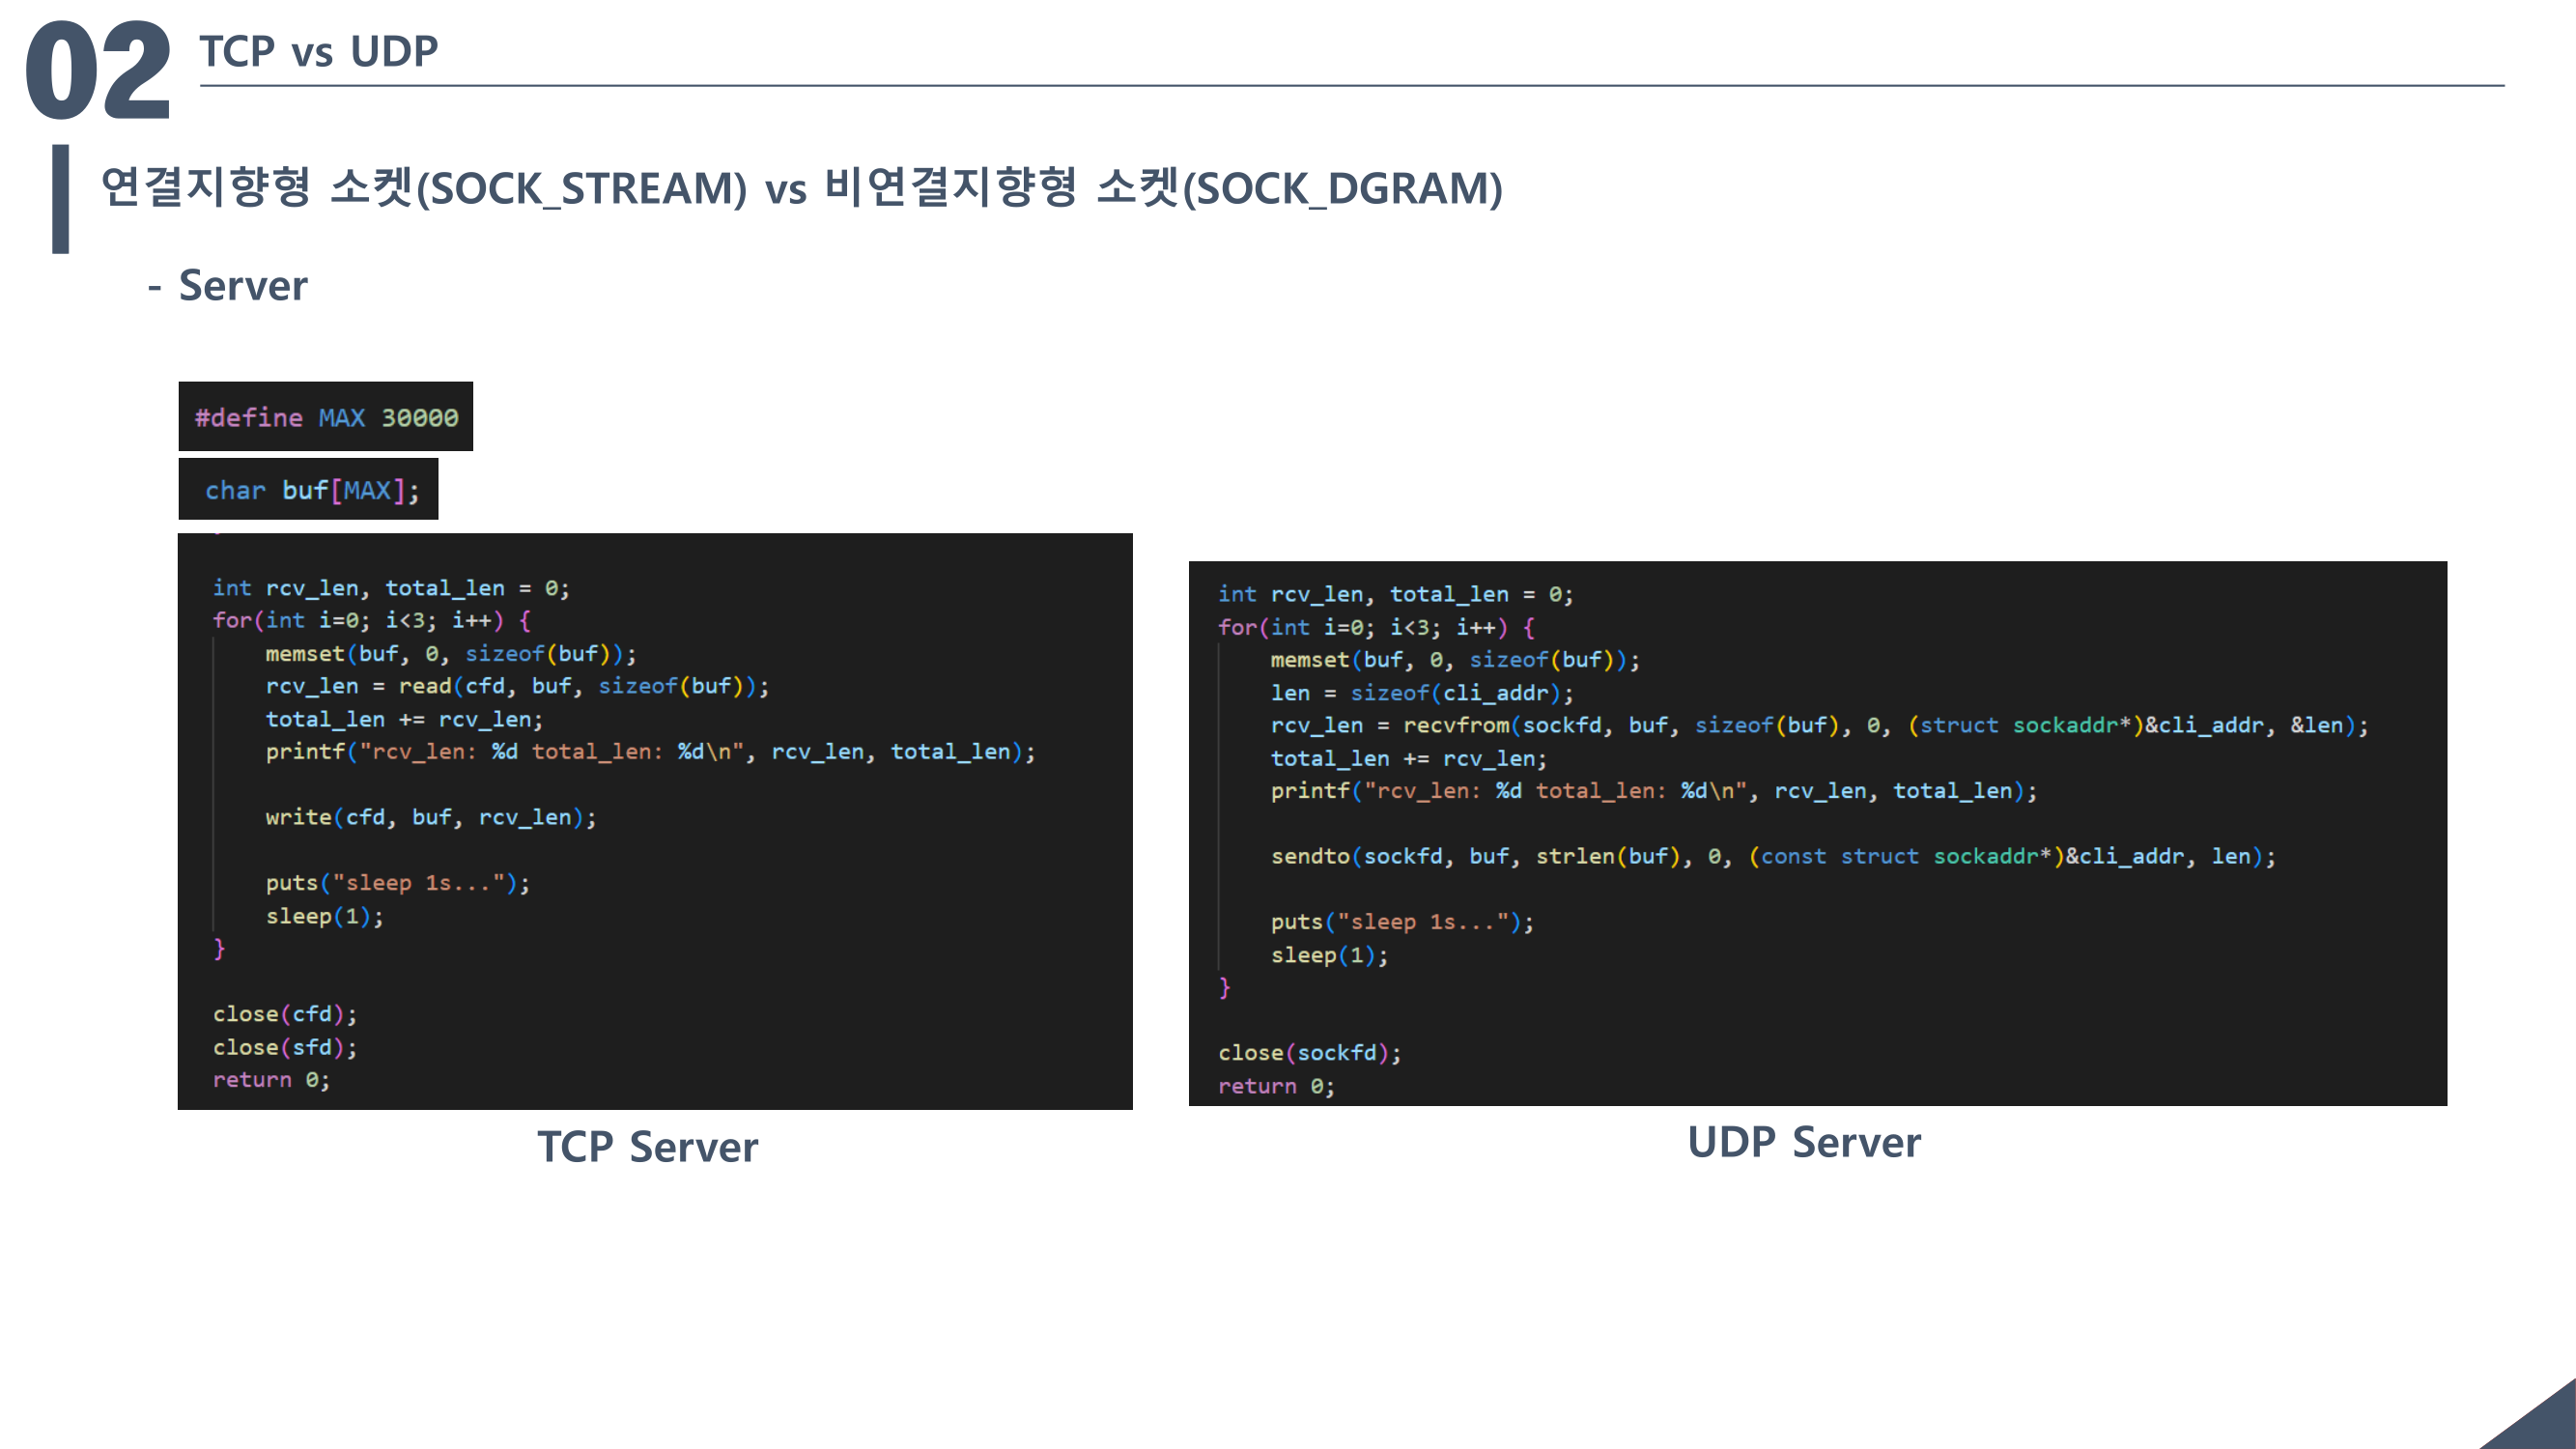 02
TCP vs UDP
연결지향형 소켓(SOCK_STREAM) vs 비연결지향형 소켓(SOCK_DGRAM)
- Server
#define MAX 30000
char buf[MAX];
int rcv_len, total_len = 0;
for(int i=0; i<3; i++) {
memset(buf, 0, sizeof(buf));
rcv_len = read(cfd, buf, sizeof(buf));
total_len += rcv_len;
printf("rcv_len: %d total_len: %d\n", rcv_len, total_len);
write(cfd, buf, rcv_len);
puts("sleep 1s...");
sleep(1);
}
close(cfd);
close(sfd);
return 0;
TCP Server
int rcv_len, total_len = 0;
for(int i=0; i<3; i++) {
memset(buf, 0, sizeof(buf));
len = sizeof(cli_addr);
rcv_len = recvfrom(sockfd, buf, sizeof(buf), 0, (struct sockaddr*)&cli_addr, &len);
total_len += rcv_len;
printf("rcv_len: %d total_len: %d\n", rcv_len, total_len);
sendto(sockfd, buf, strlen(buf), 0, (const struct sockaddr*)&cli_addr, len);
puts("sleep 1s...");
sleep(1);
}
close(sockfd);
return 0;
UDP Server